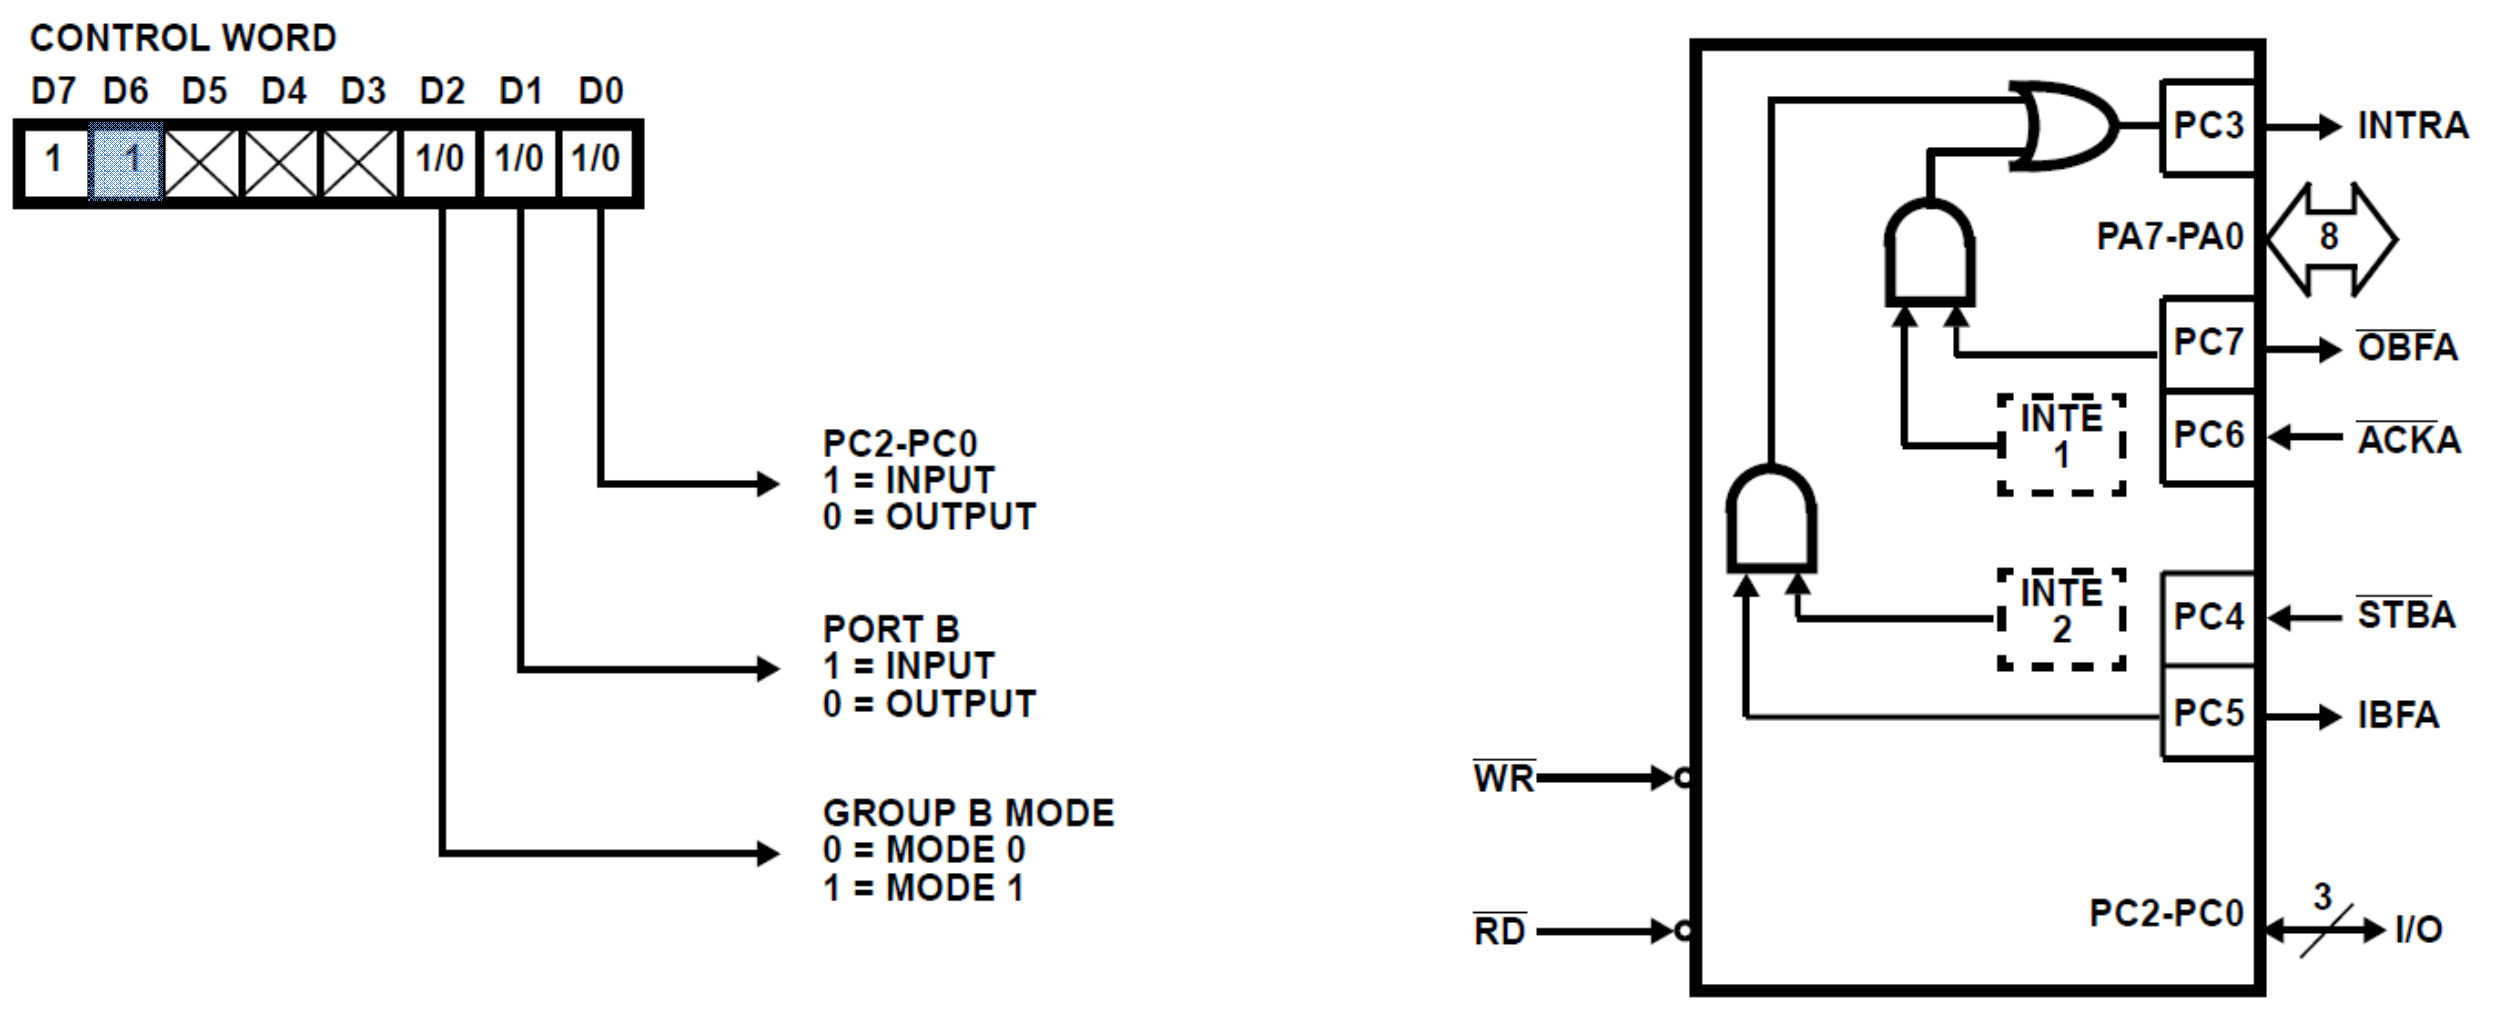 CONTROL WORD
D7 D6 D5 D4 D3 D2 D1 D0
1 1 1/0 1/0 1/0
PC2-PC0
1 = INPUT
0 = OUTPUT
PORT B
1 = INPUT
0 = OUTPUT
GROUP B MODE
0 = MODE 0
1 = MODE 1
PC3 INTRA
PA7-PA0 8
PC7 OBFA
INTE
1
PC6 ACKA
INTE
2
PC4 STBA
PC5 IBFA
WR
RD
PC2-PC0 3 I/O